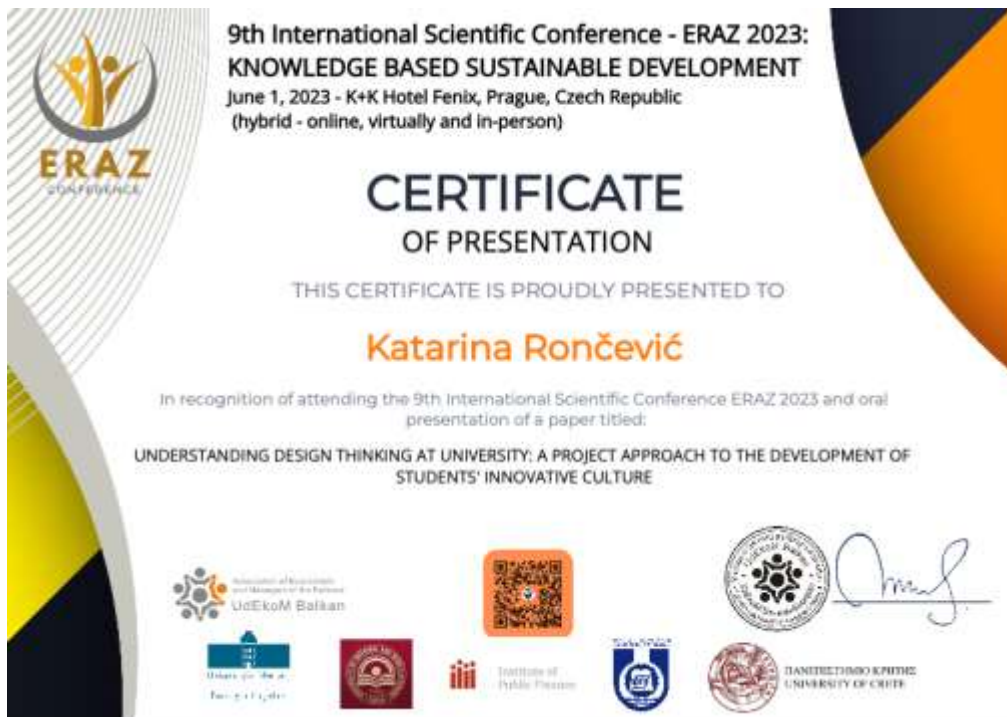 9th International Scientific Conference - ERAZ 2023:
KNOWLEDGE BASED SUSTAINABLE DEVELOPMENT
June 1, 2023 - K+K Hotel Fenix, Prague, Czech Republic
(hybrid - online, virtually and in-person)
ERAZ
CONFERENCE
CERTIFICATE
OF PRESENTATION
THIS CERTIFICATE IS PROUDLY PRESENTED TO
Katarina Rončević
In recognition of attending the 9th International Scientific Conference ERAZ 2023 and oral
presentation of a paper titled:
UNDERSTANDING DESIGN THINKING AT UNIVERSITY: A PROJECT APPROACH TO THE DEVELOPMENT OF
STUDENTS' INNOVATIVE CULTURE
UdEkoM Balkan
Institute of
Public Finance
ΠΑΝΕΠΙΣΤΗΜΙΟ ΚΡΗΤΗΣ
UNIVERSITY OF CRETE